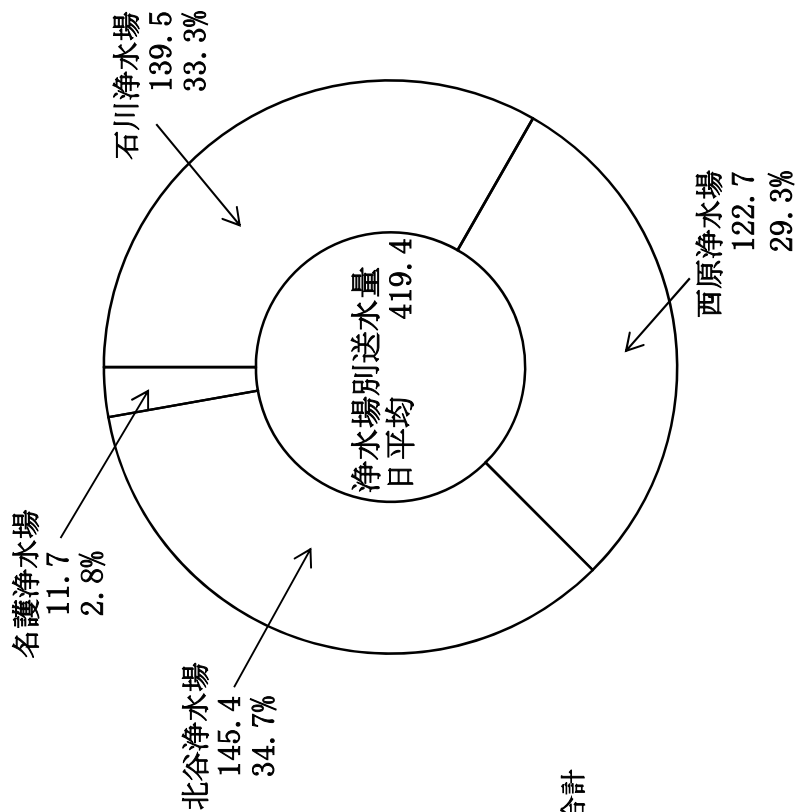 石川浄水場
139.5
33.3%
西原浄水場
122.7
29.3%
北谷浄水場
145.4
34.7%
名護浄水場
11.7
2.8%
浄水場別送水量
日平均 419.4
合計